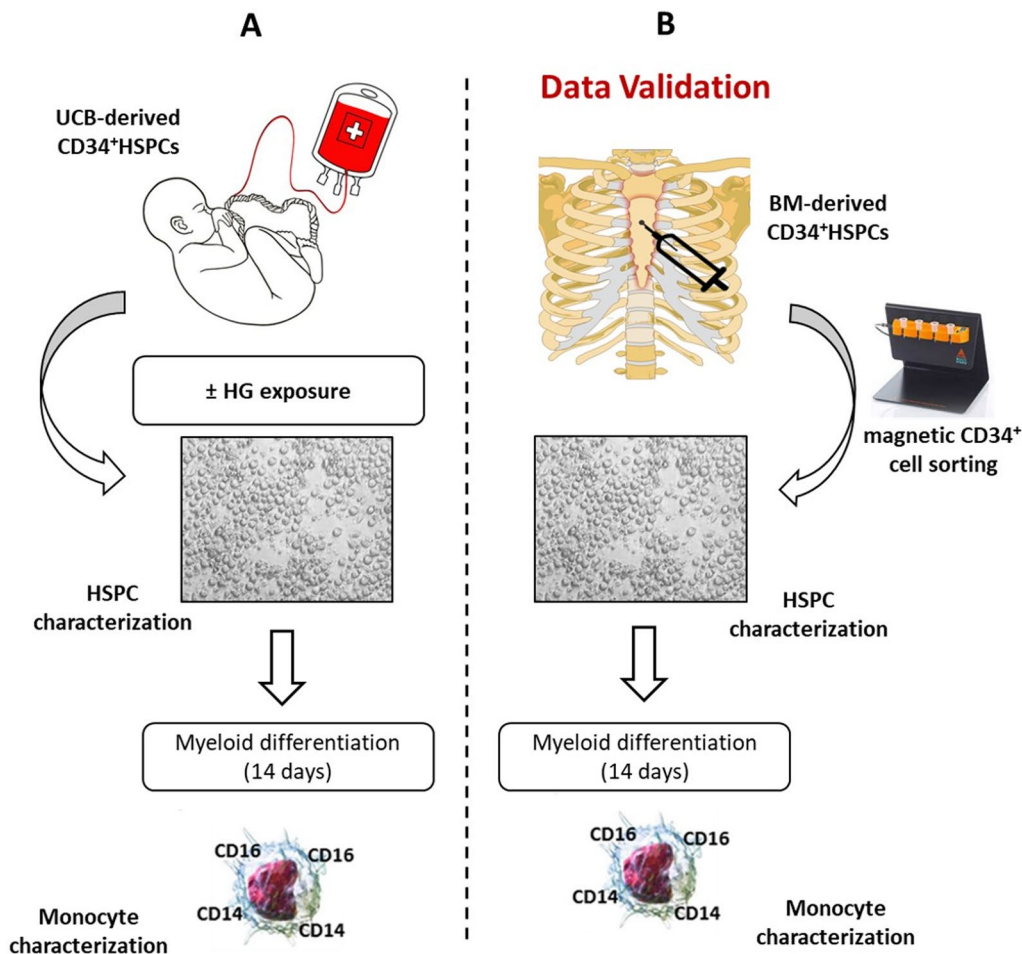 A
UCB-derived
CD34⁺HSPCs
± HG exposure
HSPC
characterization
Myeloid differentiation
(14 days)
CD16
CD16
CD14
CD14
Monocyte
characterization
B
Data Validation
BM-derived
CD34⁺HSPCs
magnetic CD34⁺
cell sorting
HSPC
characterization
Myeloid differentiation
(14 days)
CD16
CD16
CD14
CD14
Monocyte
characterization